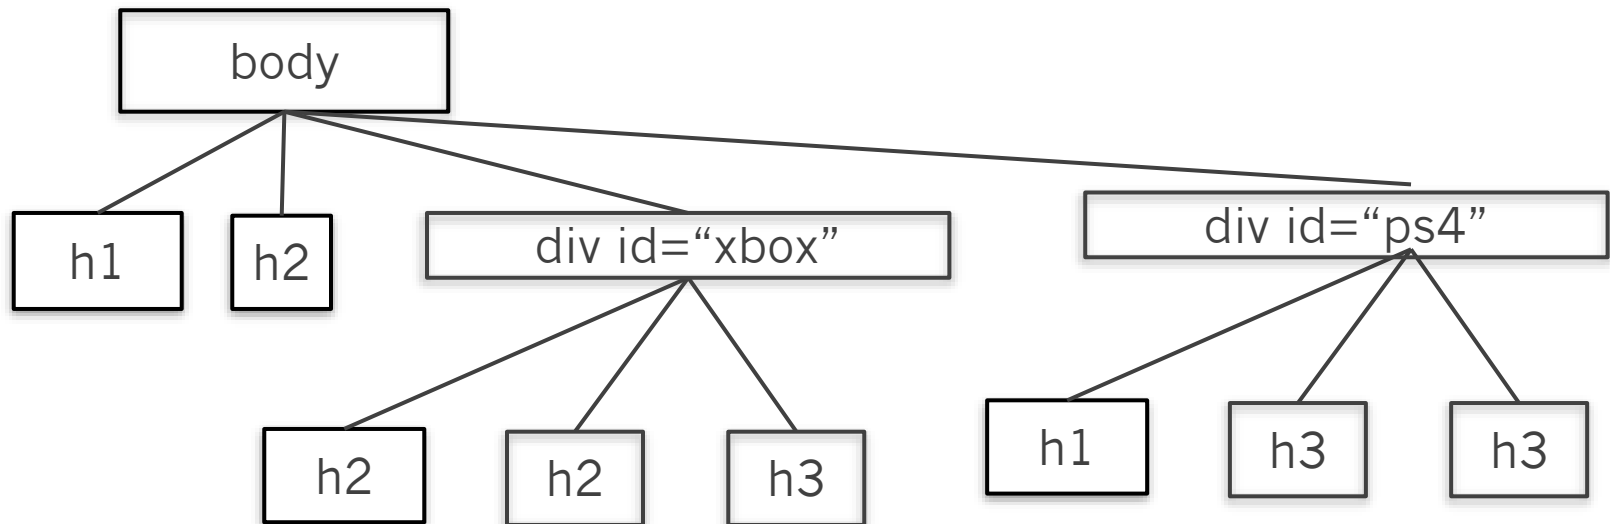 body
h1
h2
div id=“xbox”
div id=“ps4”
h2
h2
h3
h1
h3
h3